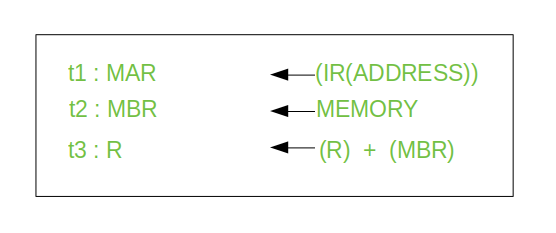 t1 : MAR ← (IR(ADDRESS))
t2 : MBR ← MEMORY
t3 : R ← (R) + (MBR)